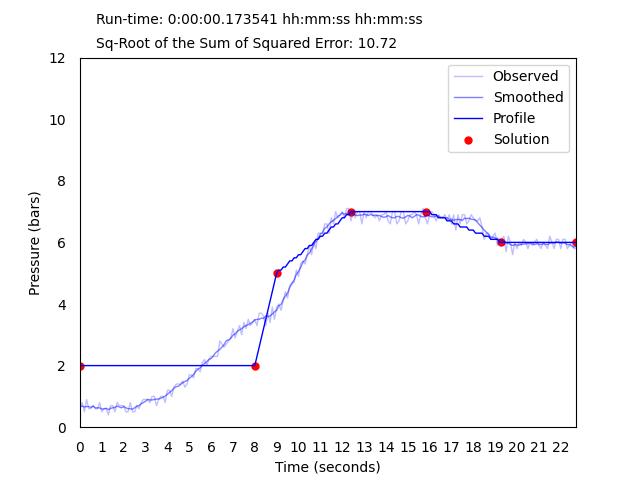 Run-time: 0:00:00.173541 hh:mm:ss hh:mm:ss
Sq-Root of the Sum of Squared Error: 10.72
12
10
8
6
4
2
0
Pressure (bars)
Observed
Smoothed
Profile
Solution
0 1 2 3 4 5 6 7 8 9 10 11 12 13 14 15 16 17 18 19 20 21 22
Time (seconds)